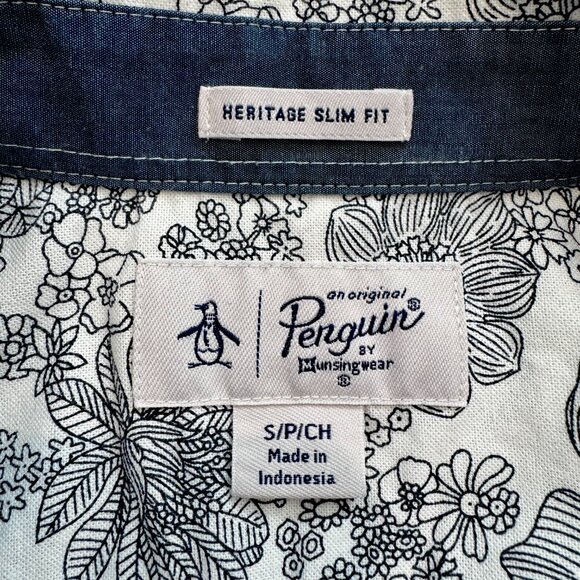 HERITAGE SLIM FIT
an original
Penguin®
BY
Munsingwear
®
S/P/CH
Made in
Indonesia